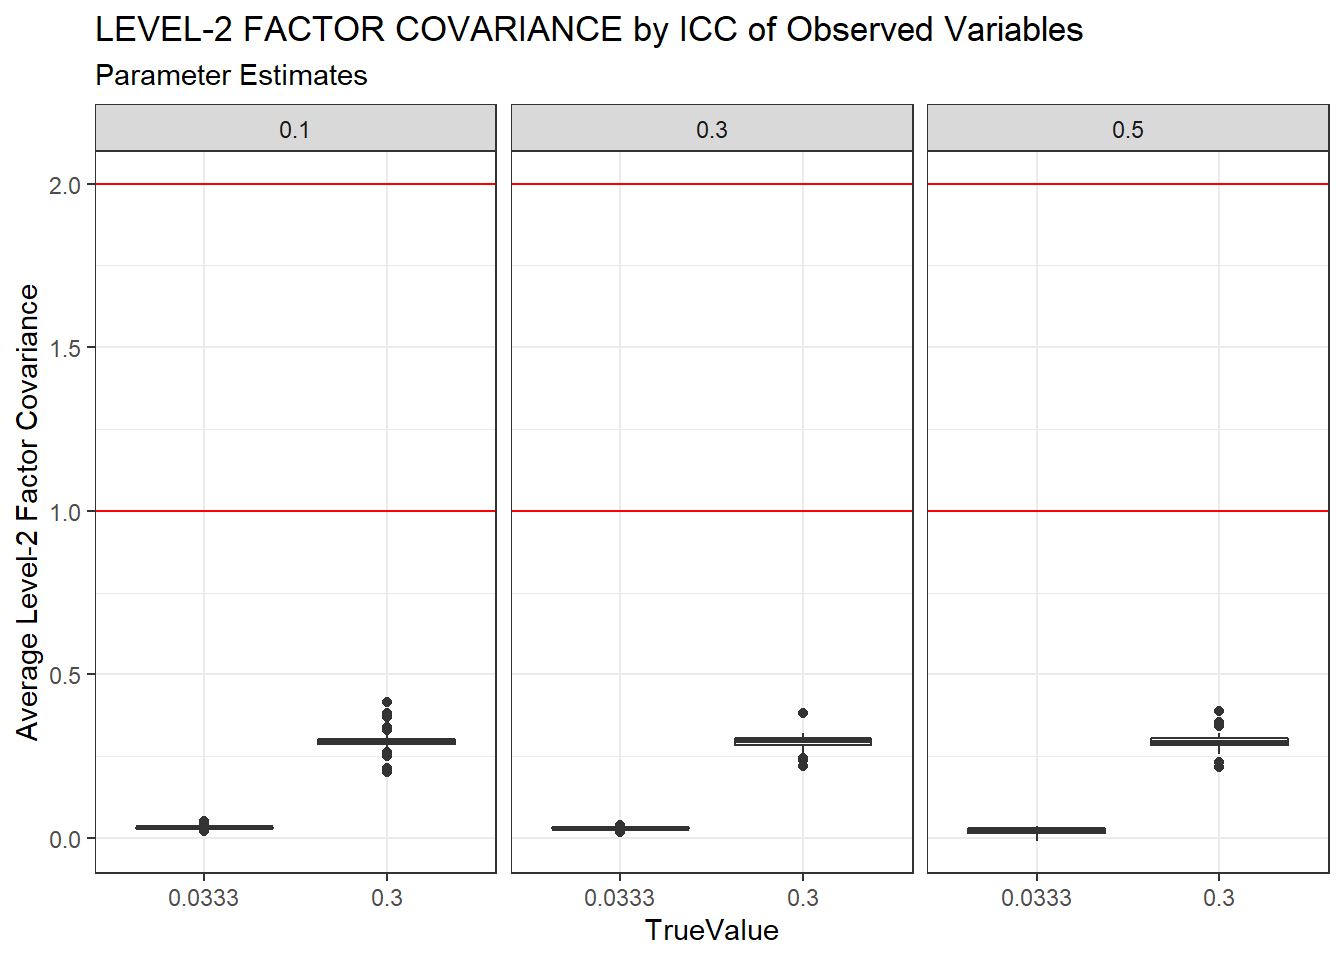 LEVEL-2 FACTOR COVARIANCE by ICC of Observed Variables
Parameter Estimates
0.1 0.3 0.5
2.0
1.5
1.0
0.5
0.0
Average Level-2 Factor Covariance
0.0333 0.3 0.0333 0.3 0.0333 0.3
TrueValue